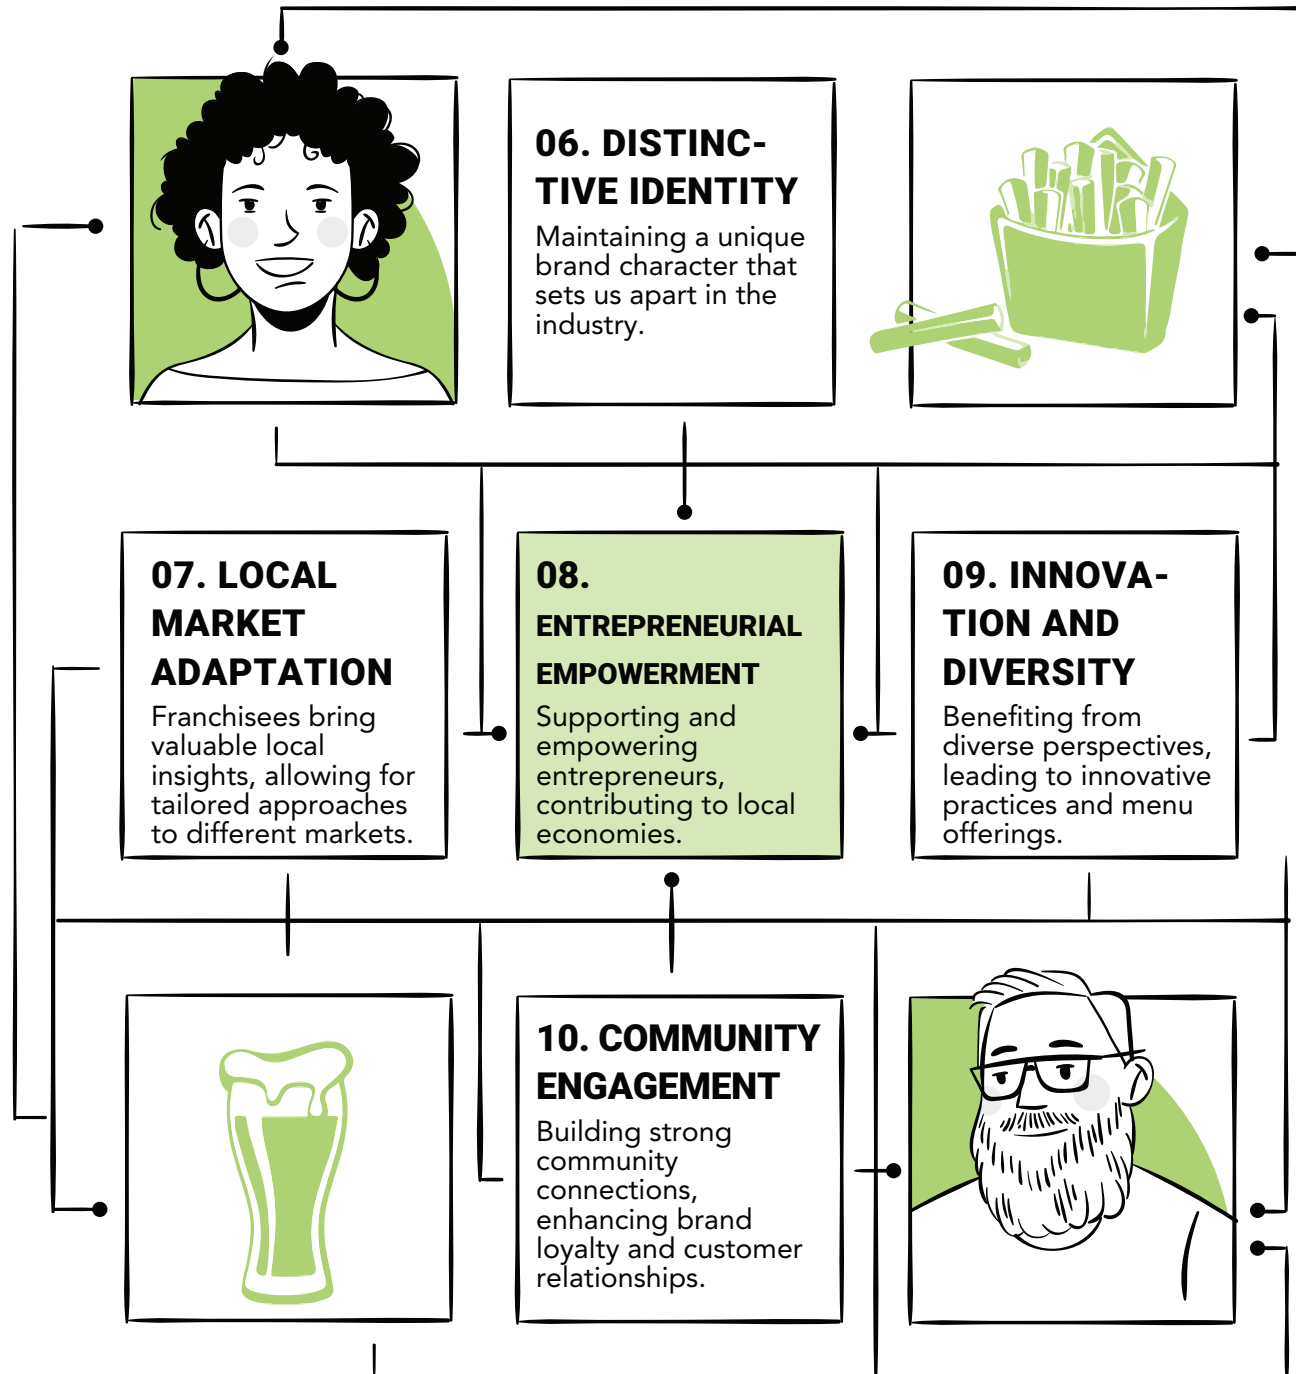 06. DISTINC-
TIVE IDENTITY
Maintaining a unique
brand character that
sets us apart in the
industry.
07. LOCAL
MARKET
ADAPTATION
Franchisees bring
valuable local
insights, allowing for
tailored approaches
to different markets.
08.
ENTREPRENEURIAL
EMPOWERMENT
Supporting and
empowering
entrepreneurs,
contributing to local
economies.
09. INNOVA-
TION AND
DIVERSITY
Benefiting from
diverse perspectives,
leading to innovative
practices and menu
offerings.
10. COMMUNITY
ENGAGEMENT
Building strong
community
connections,
enhancing brand
loyalty and customer
relationships.